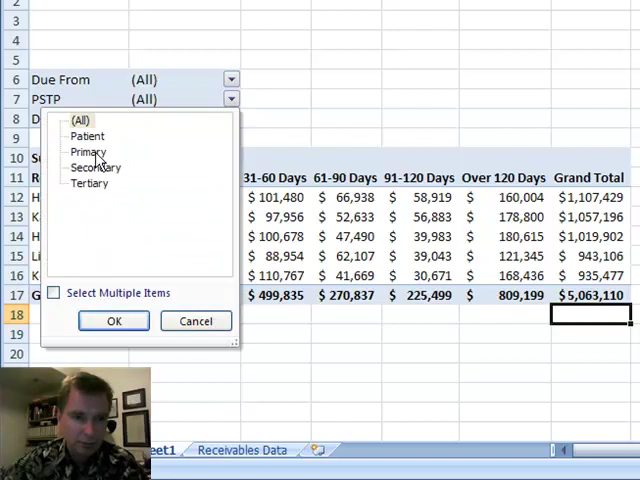 2
3
4
5
6 Due From (All)
7 PSTP (All)
8 D
(All)
Patient
Primary
Secondary
Tertiary
Select Multiple Items
OK Cancel
9
10 Su
11 R 31-60 Days 61-90 Days 91-120 Days Over 120 Days Grand Total
12 H $ 101,480 $ 66,938 $ 58,919 $ 160,004 $1,107,429
13 K $ 97,956 $ 52,633 $ 56,883 $ 178,800 $1,057,196
14 H $ 100,678 $ 47,490 $ 39,983 $ 180,615 $1,019,902
15 Li $ 88,954 $ 62,107 $ 39,043 $ 121,345 $ 943,106
16 K $ 110,767 $ 41,669 $ 30,671 $ 168,436 $ 935,477
17 G $ 499,835 $ 270,837 $ 225,499 $ 809,199 $5,063,110
18
19
20
eet1 Receivables Data